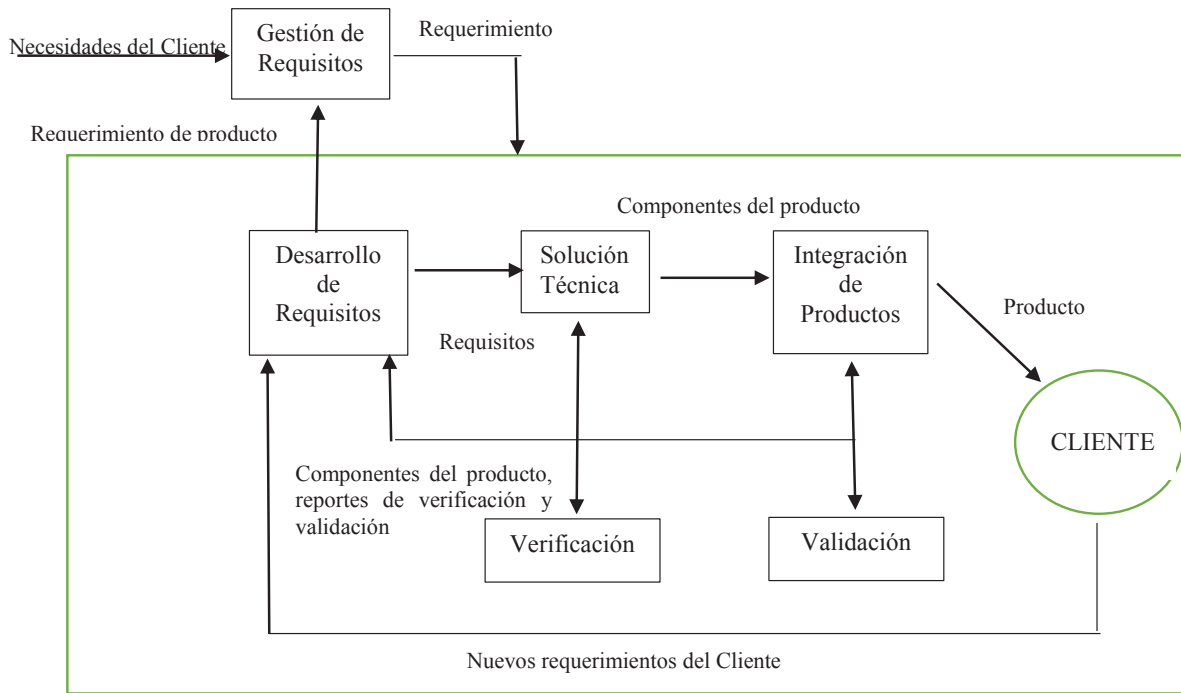 Necesidades del Cliente
Gestión de
Requisitos
Requerimiento
Requerimiento de producto
Componentes del producto
Desarrollo
de
Requisitos
Solución
Técnica
Integración
de
Productos
Producto
Requisitos
CLIENTE
Componentes del producto,
reportes de verificación y
validación
Verificación
Validación
Nuevos requerimientos del Cliente